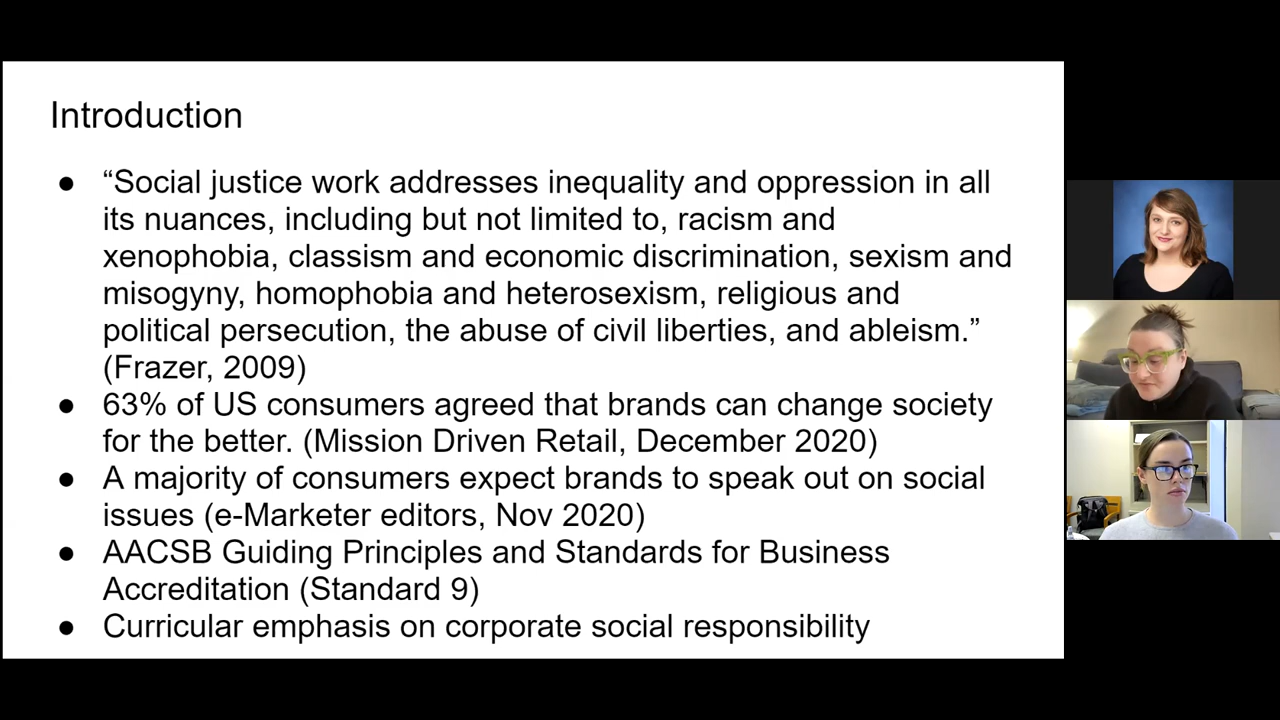 Introduction
● “Social justice work addresses inequality and oppression in all
its nuances, including but not limited to, racism and
xenophobia, classism and economic discrimination, sexism and
misogyny, homophobia and heterosexism, religious and
political persecution, the abuse of civil liberties, and ableism.”
(Frazer, 2009)
● 63% of US consumers agreed that brands can change society
for the better. (Mission Driven Retail, December 2020)
● A majority of consumers expect brands to speak out on social
issues (e-Marketer editors, Nov 2020)
● AACSB Guiding Principles and Standards for Business
Accreditation (Standard 9)
● Curricular emphasis on corporate social responsibility